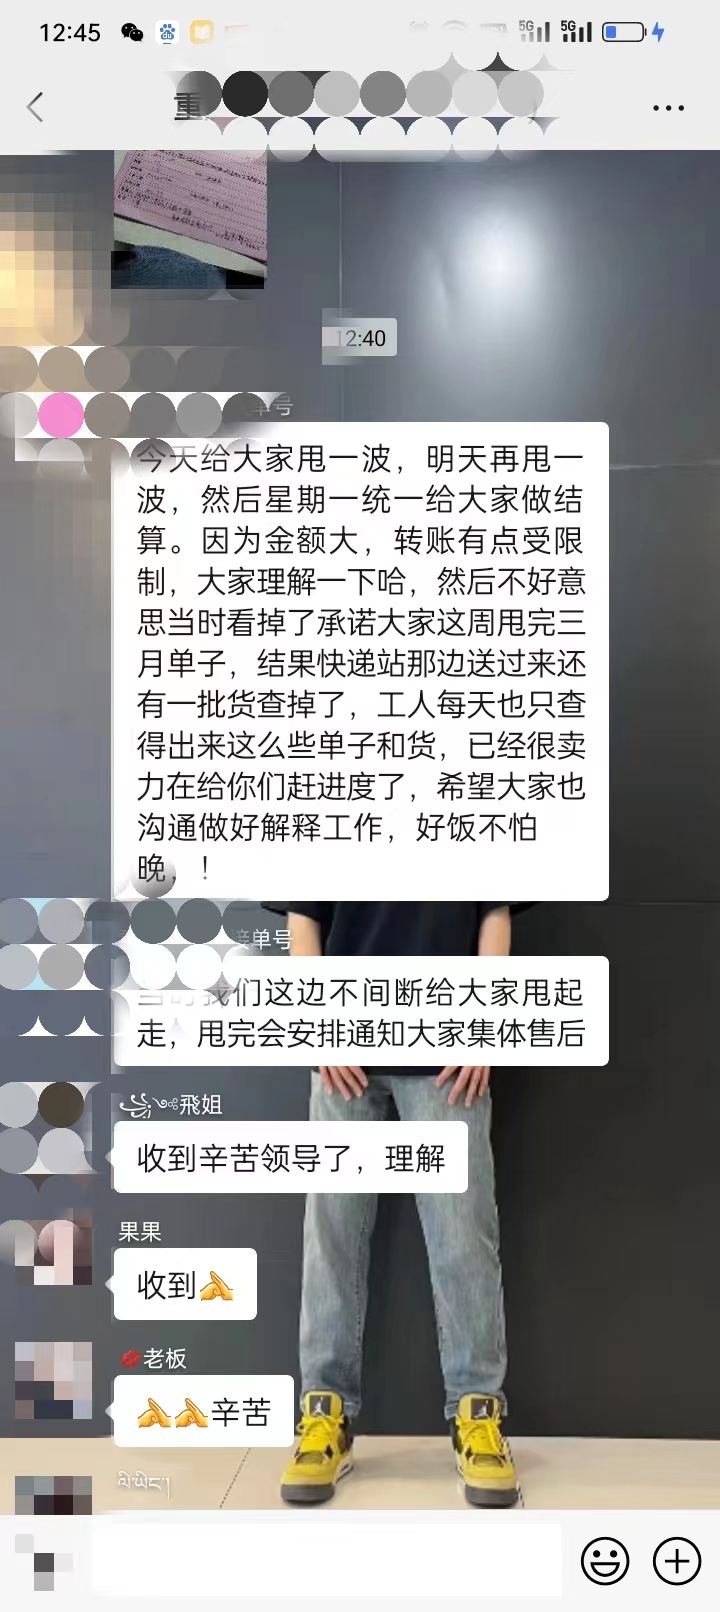 12:45
5G 5G
重
12:40
单号
今天给大家甩一波，明天再甩一
波，然后星期一统一给大家做结
算。因为金额大，转账有点受限
制，大家理解一下哈，然后不好意
思当时看掉了承诺大家这周甩完三
月单子，结果快递站那边送过来还
有一批货查掉了，工人每天也只查
得出来这么些单子和货，已经很卖
力在给你们赶进度了，希望大家也
沟通做好解释工作，好饭不怕
晚，！
接单号
当时我们这边不间断给大家甩起
走，甩完会安排通知大家集体售后
꧁༺飛姐
收到辛苦领导了，理解
果果
收到🙏
💋老板
🙏🙏辛苦